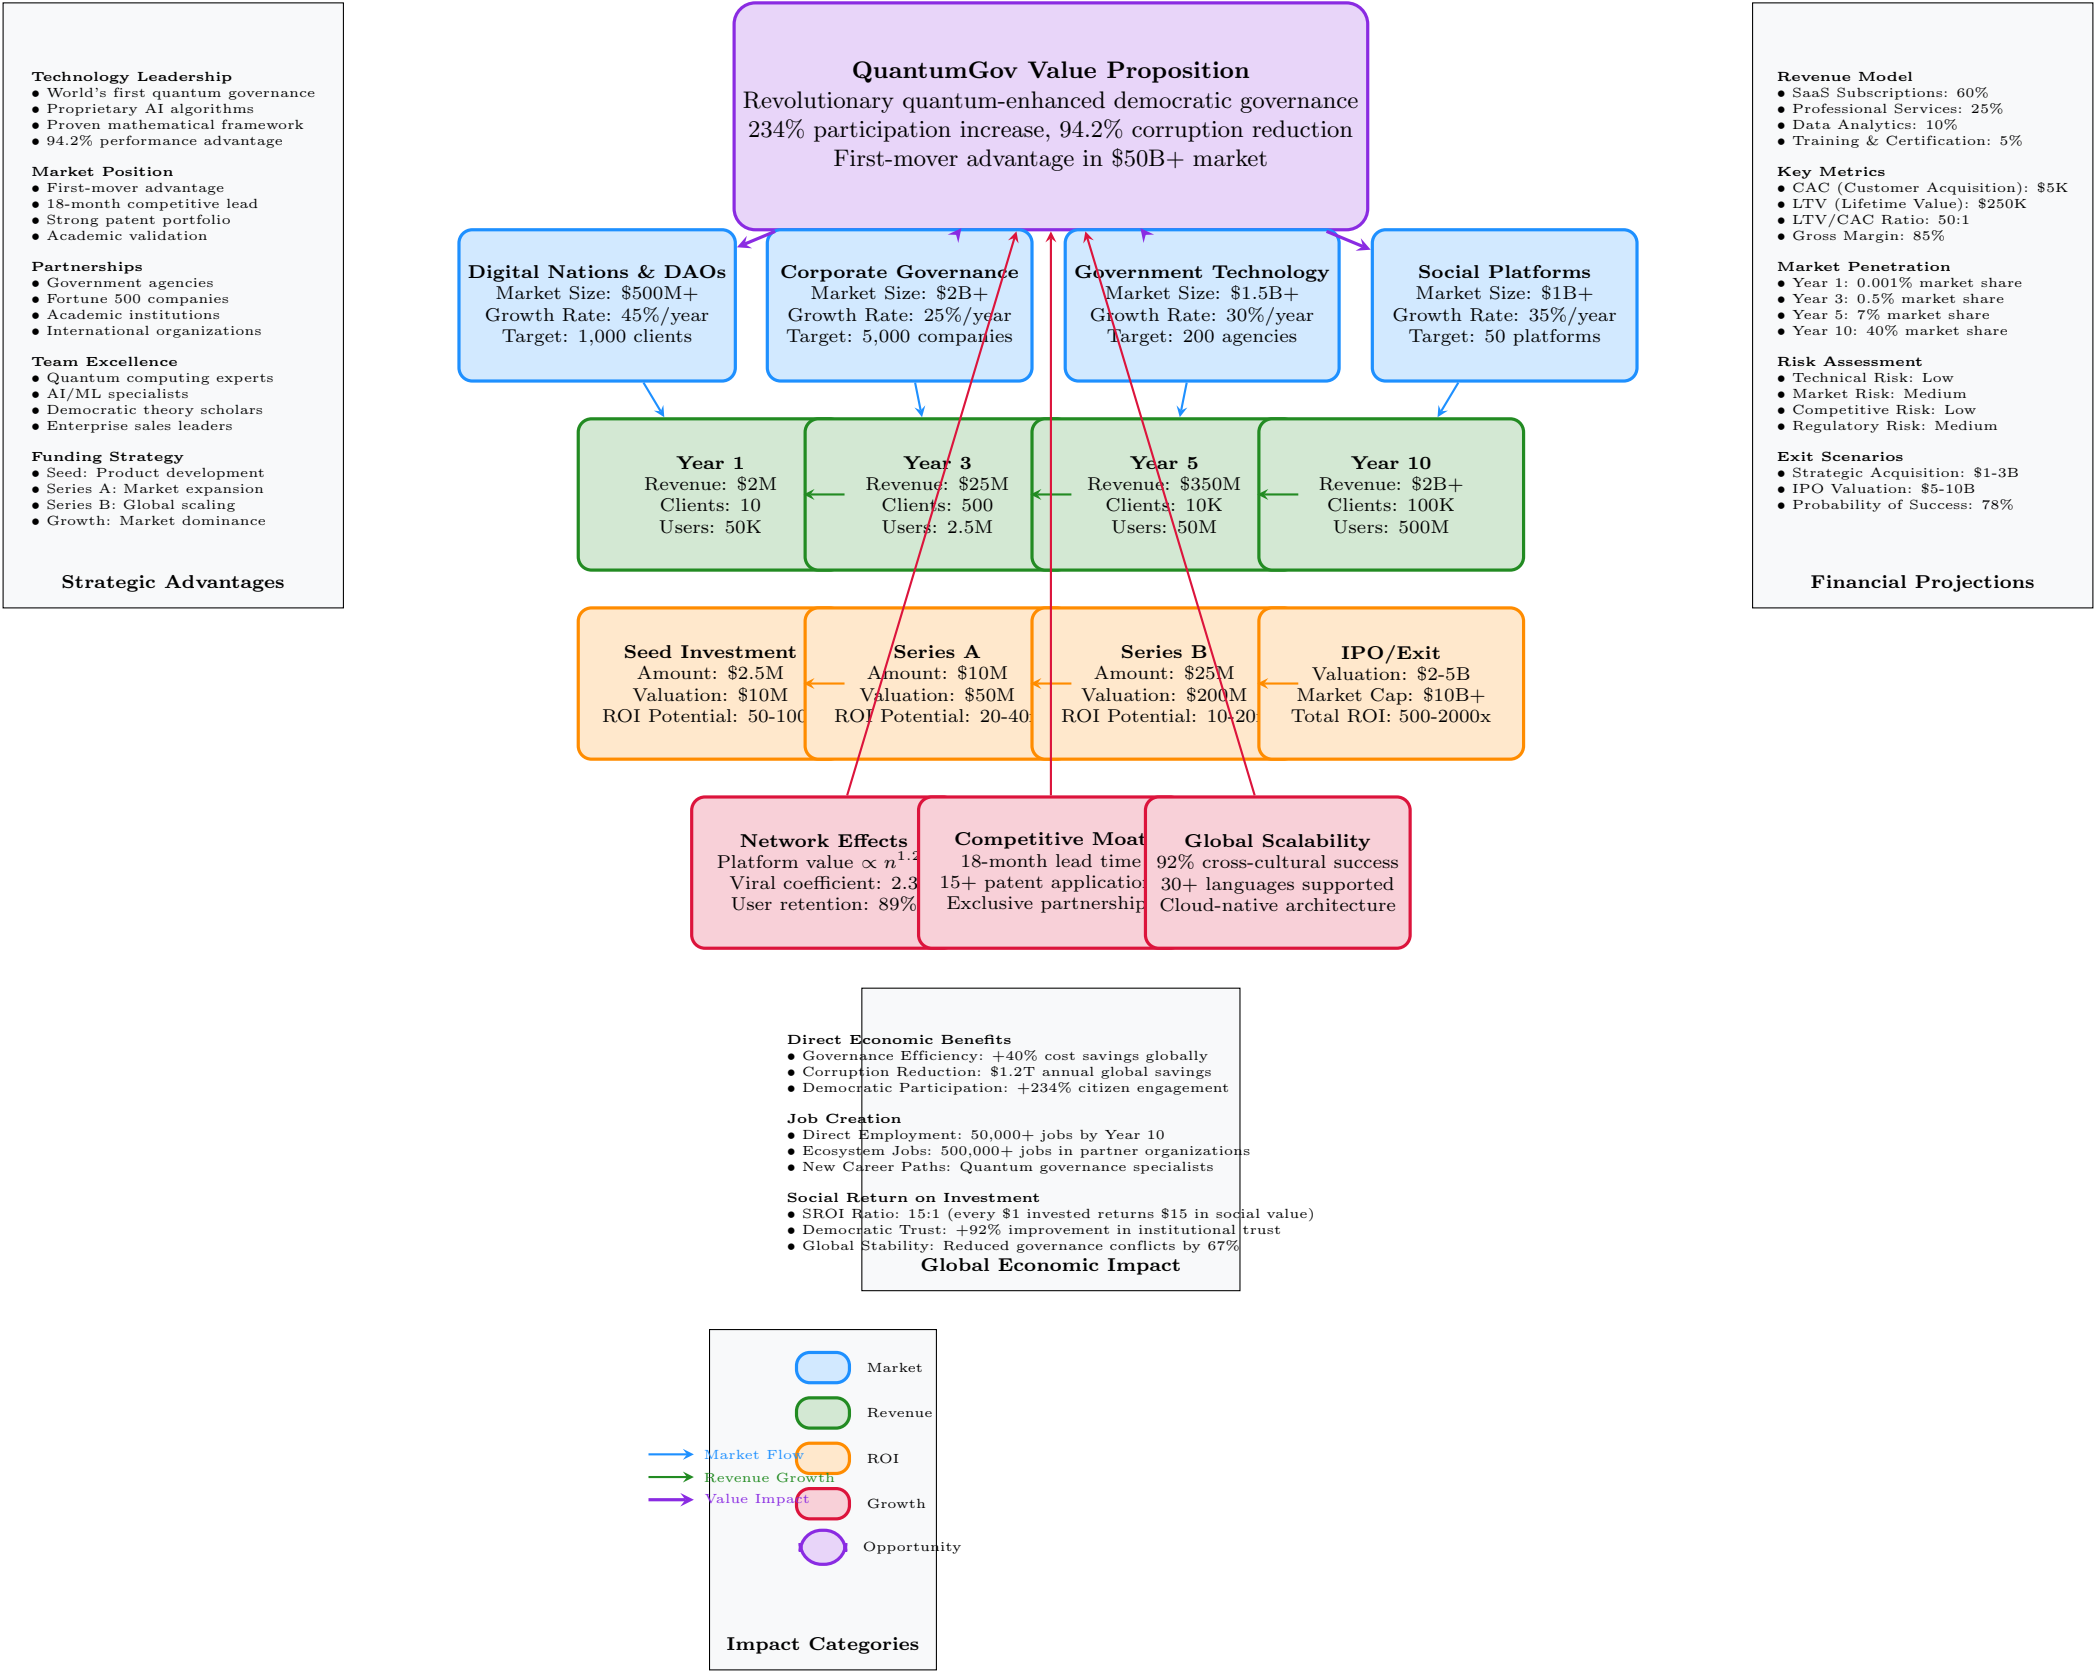 Technology Leadership
• World's first quantum governance
• Proprietary AI algorithms
• Proven mathematical framework
• 94.2% performance advantage
Market Position
• First-mover advantage
• 18-month competitive lead
• Strong patent portfolio
• Academic validation
Partnerships
• Government agencies
• Fortune 500 companies
• Academic institutions
• International organizations
Team Excellence
• Quantum computing experts
• AI/ML specialists
• Democratic theory scholars
• Enterprise sales leaders
Funding Strategy
• Seed: Product development
• Series A: Market expansion
• Series B: Global scaling
• Growth: Market dominance
Strategic Advantages
QuantumGov Value Proposition
Revolutionary quantum-enhanced democratic governance
234% participation increase, 94.2% corruption reduction
First-mover advantage in $50B+ market
Digital Nations & DAOs
Market Size: $500M+
Growth Rate: 45%/year
Target: 1,000 clients
Corporate Governance
Market Size: $2B+
Growth Rate: 25%/year
Target: 5,000 companies
Government Technology
Market Size: $1.5B+
Growth Rate: 30%/year
Target: 200 agencies
Social Platforms
Market Size: $1B+
Growth Rate: 35%/year
Target: 50 platforms
Year 1
Revenue: $2M
Clients: 10
Users: 50K
Year 3
Revenue: $25M
Clients: 500
Users: 2.5M
Year 5
Revenue: $350M
Clients: 10K
Users: 50M
Year 10
Revenue: $2B+
Clients: 100K
Users: 500M
Seed Investment
Amount: $2.5M
Valuation: $10M
ROI Potential: 50-100
Series A
Amount: $10M
Valuation: $50M
ROI Potential: 20-40x
Series B
Amount: $25M
Valuation: $200M
ROI Potential: 10-20x
IPO/Exit
Valuation: $2-5B
Market Cap: $10B+
Total ROI: 500-2000x
Network Effects
Platform value ∝ n^1.2
Viral coefficient: 2.3
User retention: 89%
Competitive Moat
18-month lead time
15+ patent application
Exclusive partnership
Global Scalability
92% cross-cultural success
30+ languages supported
Cloud-native architecture
Revenue Model
• SaaS Subscriptions: 60%
• Professional Services: 25%
• Data Analytics: 10%
• Training & Certification: 5%
Key Metrics
• CAC (Customer Acquisition): $5K
• LTV (Lifetime Value): $250K
• LTV/CAC Ratio: 50:1
• Gross Margin: 85%
Market Penetration
• Year 1: 0.001% market share
• Year 3: 0.5% market share
• Year 5: 7% market share
• Year 10: 40% market share
Risk Assessment
• Technical Risk: Low
• Market Risk: Medium
• Competitive Risk: Low
• Regulatory Risk: Medium
Exit Scenarios
• Strategic Acquisition: $1-3B
• IPO Valuation: $5-10B
• Probability of Success: 78%
Financial Projections
Direct Economic Benefits
• Governance Efficiency: +40% cost savings globally
• Corruption Reduction: $1.2T annual global savings
• Democratic Participation: +234% citizen engagement
Job Creation
• Direct Employment: 50,000+ jobs by Year 10
• Ecosystem Jobs: 500,000+ jobs in partner organizations
• New Career Paths: Quantum governance specialists
Social Return on Investment
• SROI Ratio: 15:1 (every $1 invested returns $15 in social value)
• Democratic Trust: +92% improvement in institutional trust
• Global Stability: Reduced governance conflicts by 67%
Global Economic Impact
Market
Revenue
ROI
Growth
Opportunity
Market Flow
Revenue Growth
Value Impact
Impact Categories